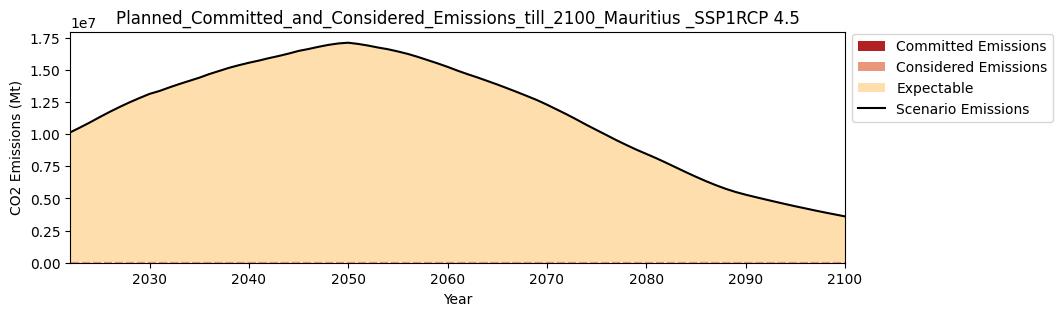 Planned_Committed_and_Considered_Emissions_till_2100_Mauritius _SSP1RCP 4.5
1e7
1.75
1.50
1.25
1.00
0.75
0.50
0.25
0.00
CO2 Emissions (Mt)
2030 2040 2050 2060 2070 2080 2090 2100
Year
Committed Emissions
Considered Emissions
Expectable
Scenario Emissions